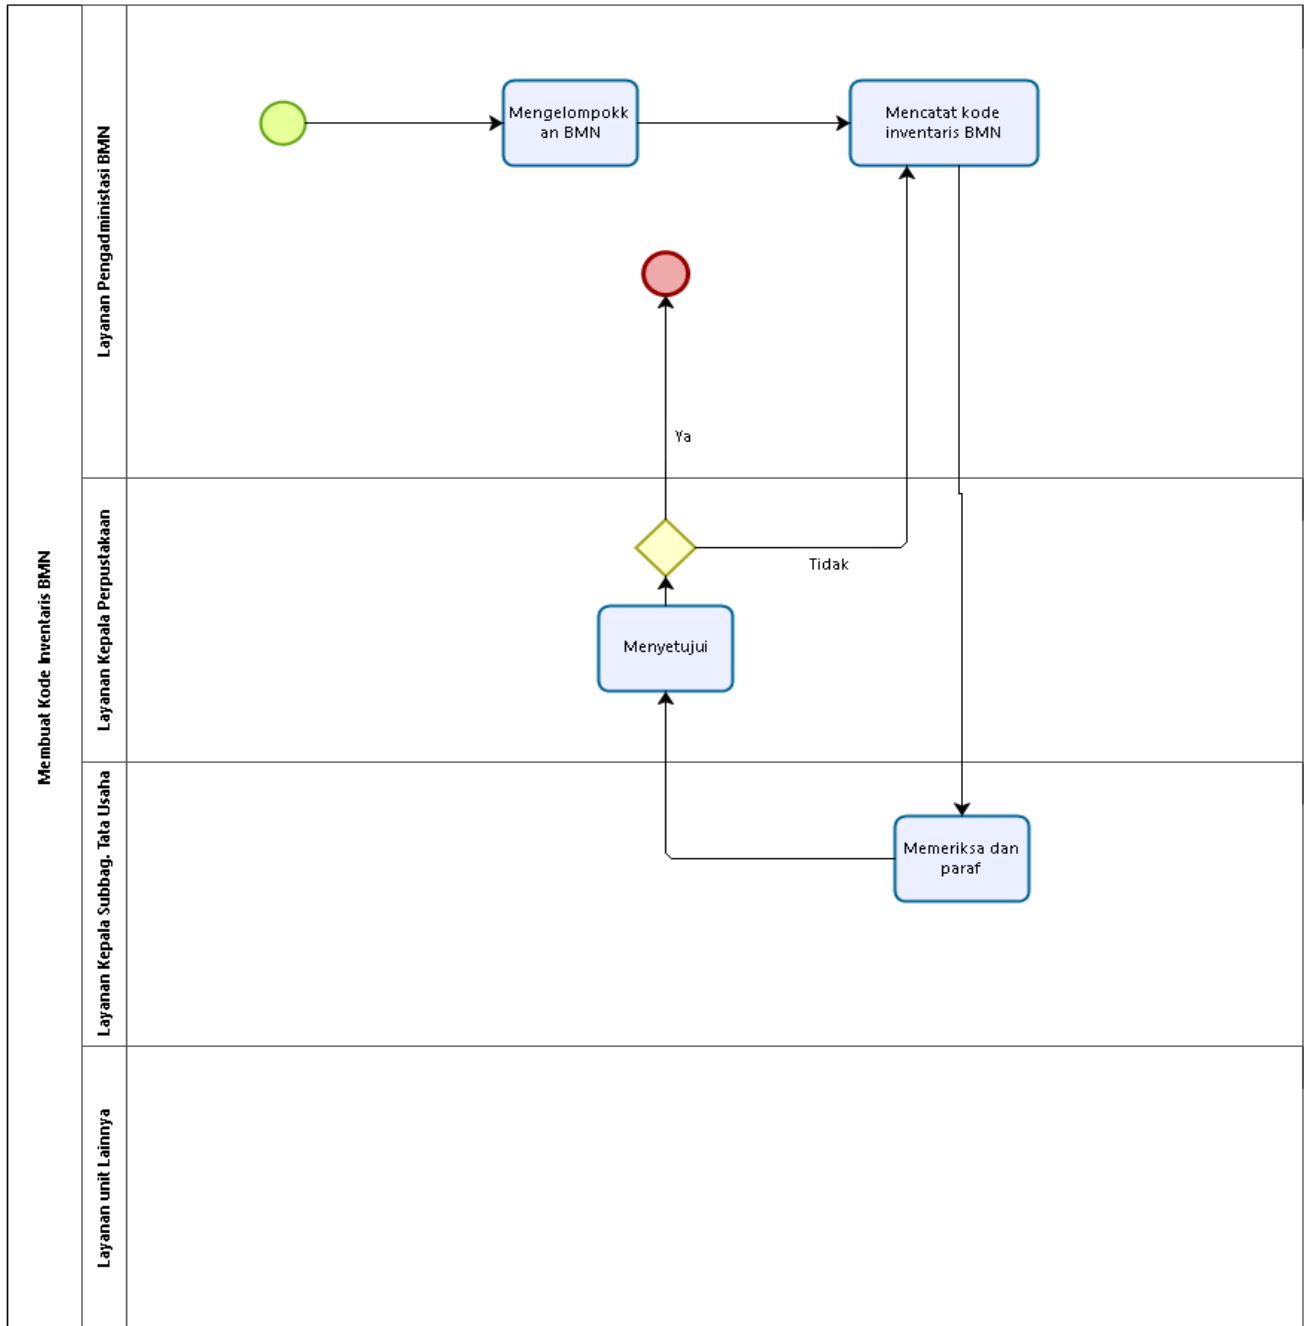 Membuat Kode Inventaris BMN
Layanan Pengadministasi BMN
Mengelompokk
an BMN
Mencatat kode
inventaris BMN
Ya
Layanan Kepala Perpustakaan
Tidak
Menyetujui
Layanan Kepala Subbag. Tata Usaha
Memeriksa dan
paraf
Layanan unit Lainnya